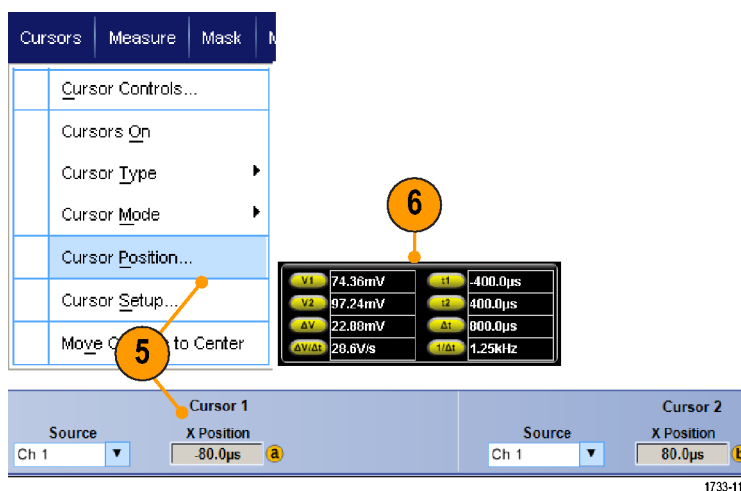 Cursors Measure Mask
Cursor Controls...
Cursors On
Cursor Type
Cursor Mode
Cursor Position...
Cursor Setup...
Move to Center
5
6
V1 74.36mV t1 -400.0µs
V2 97.24mV t2 400.0µs
ΔV 22.88mV Δt 800.0µs
ΔV/Δt 28.6V/s 1/Δt 1.25kHz
Cursor 1 Cursor 2
Source X Position Source X Position
Ch 1 -80.0µs a Ch 1 80.0µs b
1733-11